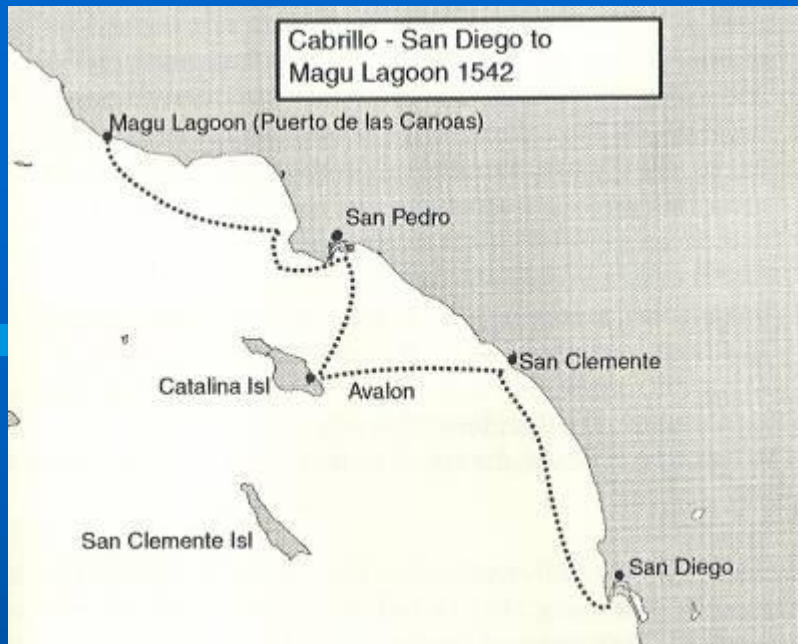 Cabrillo - San Diego to
Magu Lagoon 1542
Magu Lagoon (Puerto de las Canoas)
San Pedro
San Clemente
Catalina Isl
Avalon
San Clemente Isl
San Diego